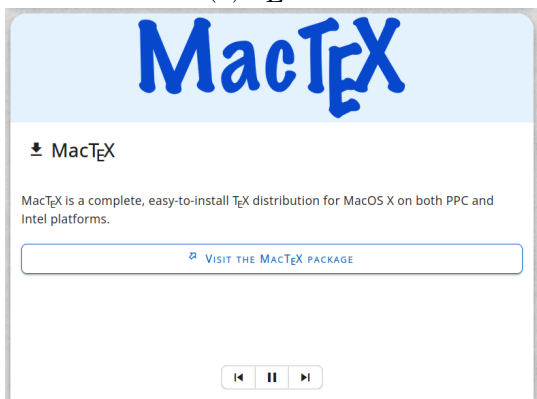 MacTEX
MacTEX
MacTEX is a complete, easy-to-install TEX distribution for MacOS X on both PPC and
Intel platforms.
Visit the MacTEX package